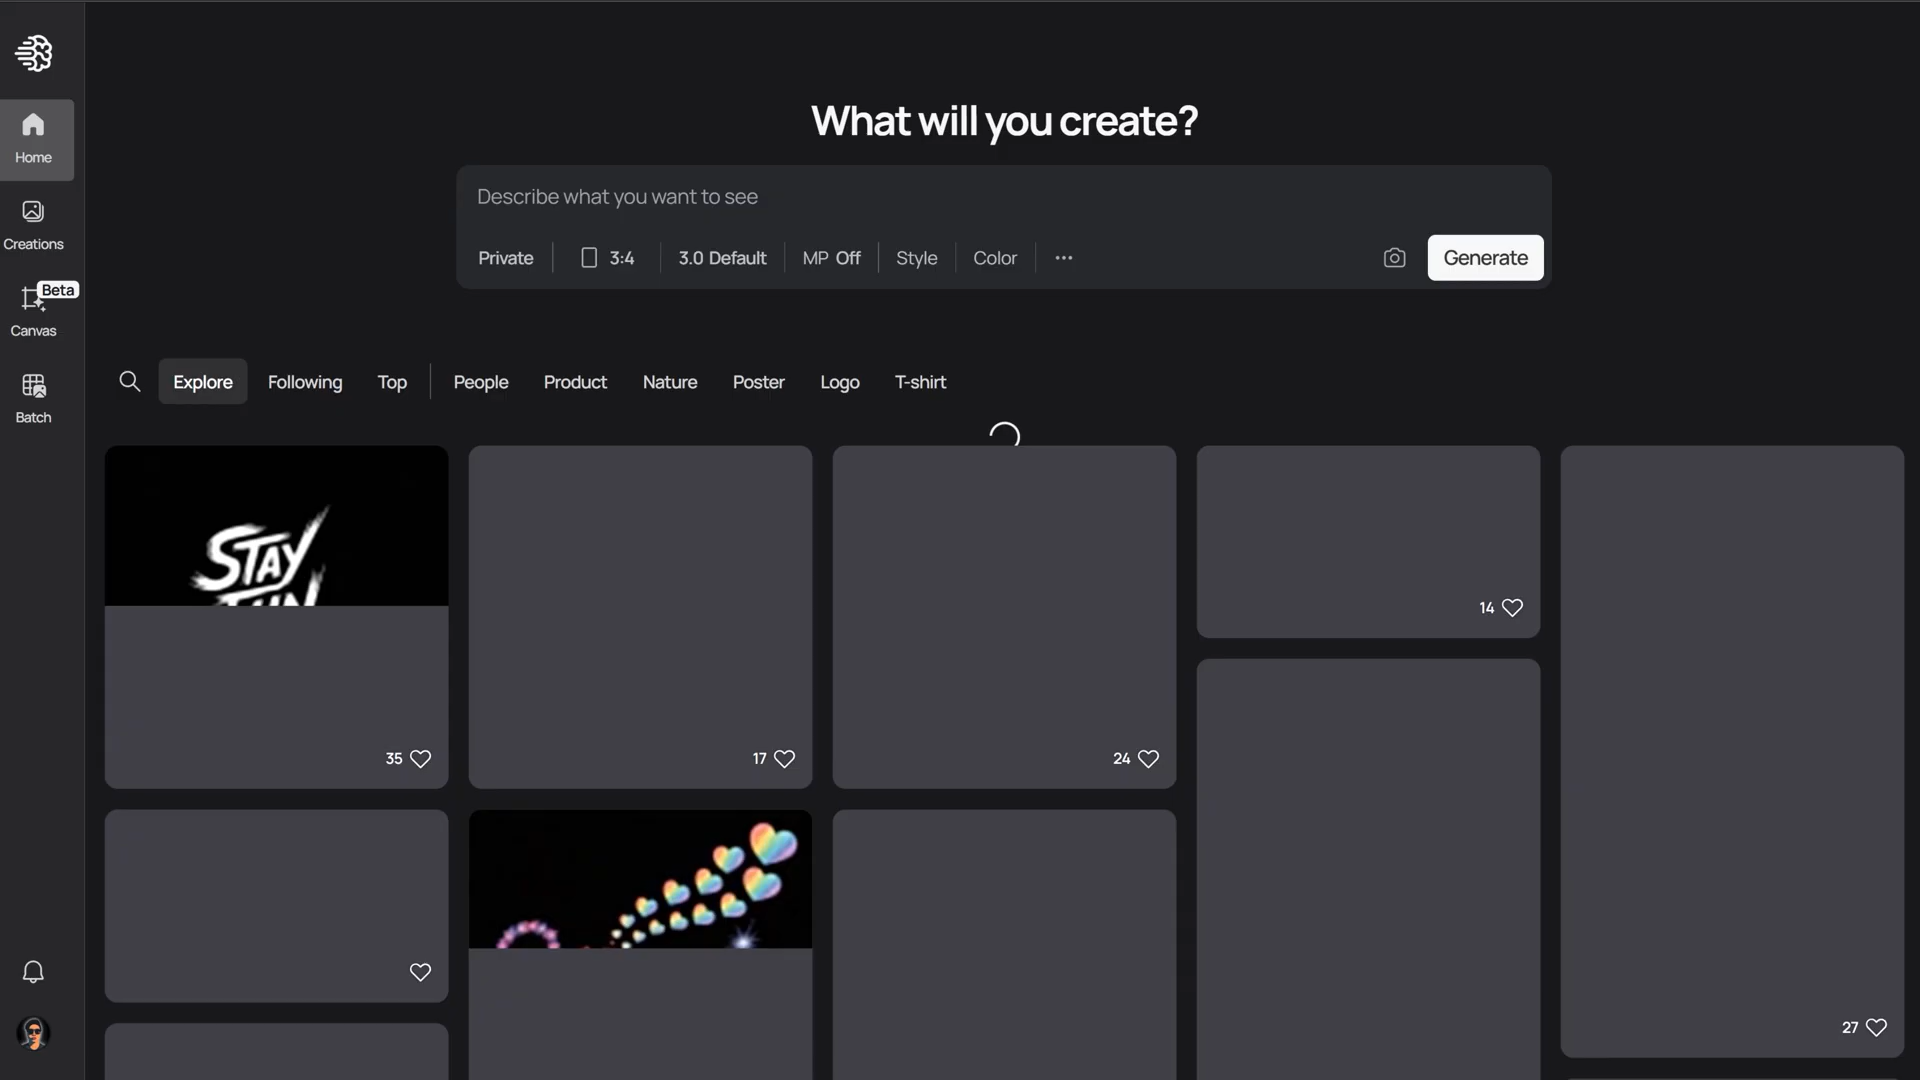 What will you create?
Describe what you want to see
Private 3:4 3.0 Default MP Off Style Color ··· Generate
Home
Creations
Beta
Canvas
Batch
Explore Following Top People Product Nature Poster Logo T-shirt
STAY
14
35 17 24
27